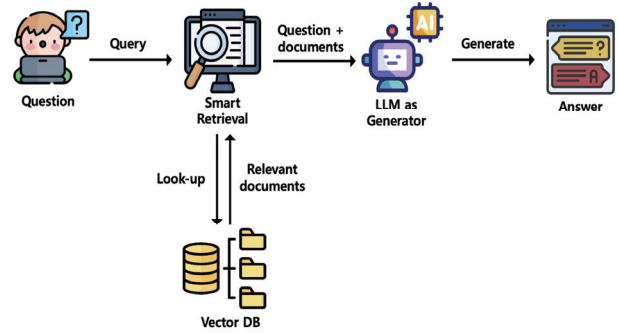 ?
AI
Query
Question +
documents
Generate
?
A
Question
Smart
Retrieval
LLM as
Generator
Answer
Look-up
Relevant
documents
Vector DB